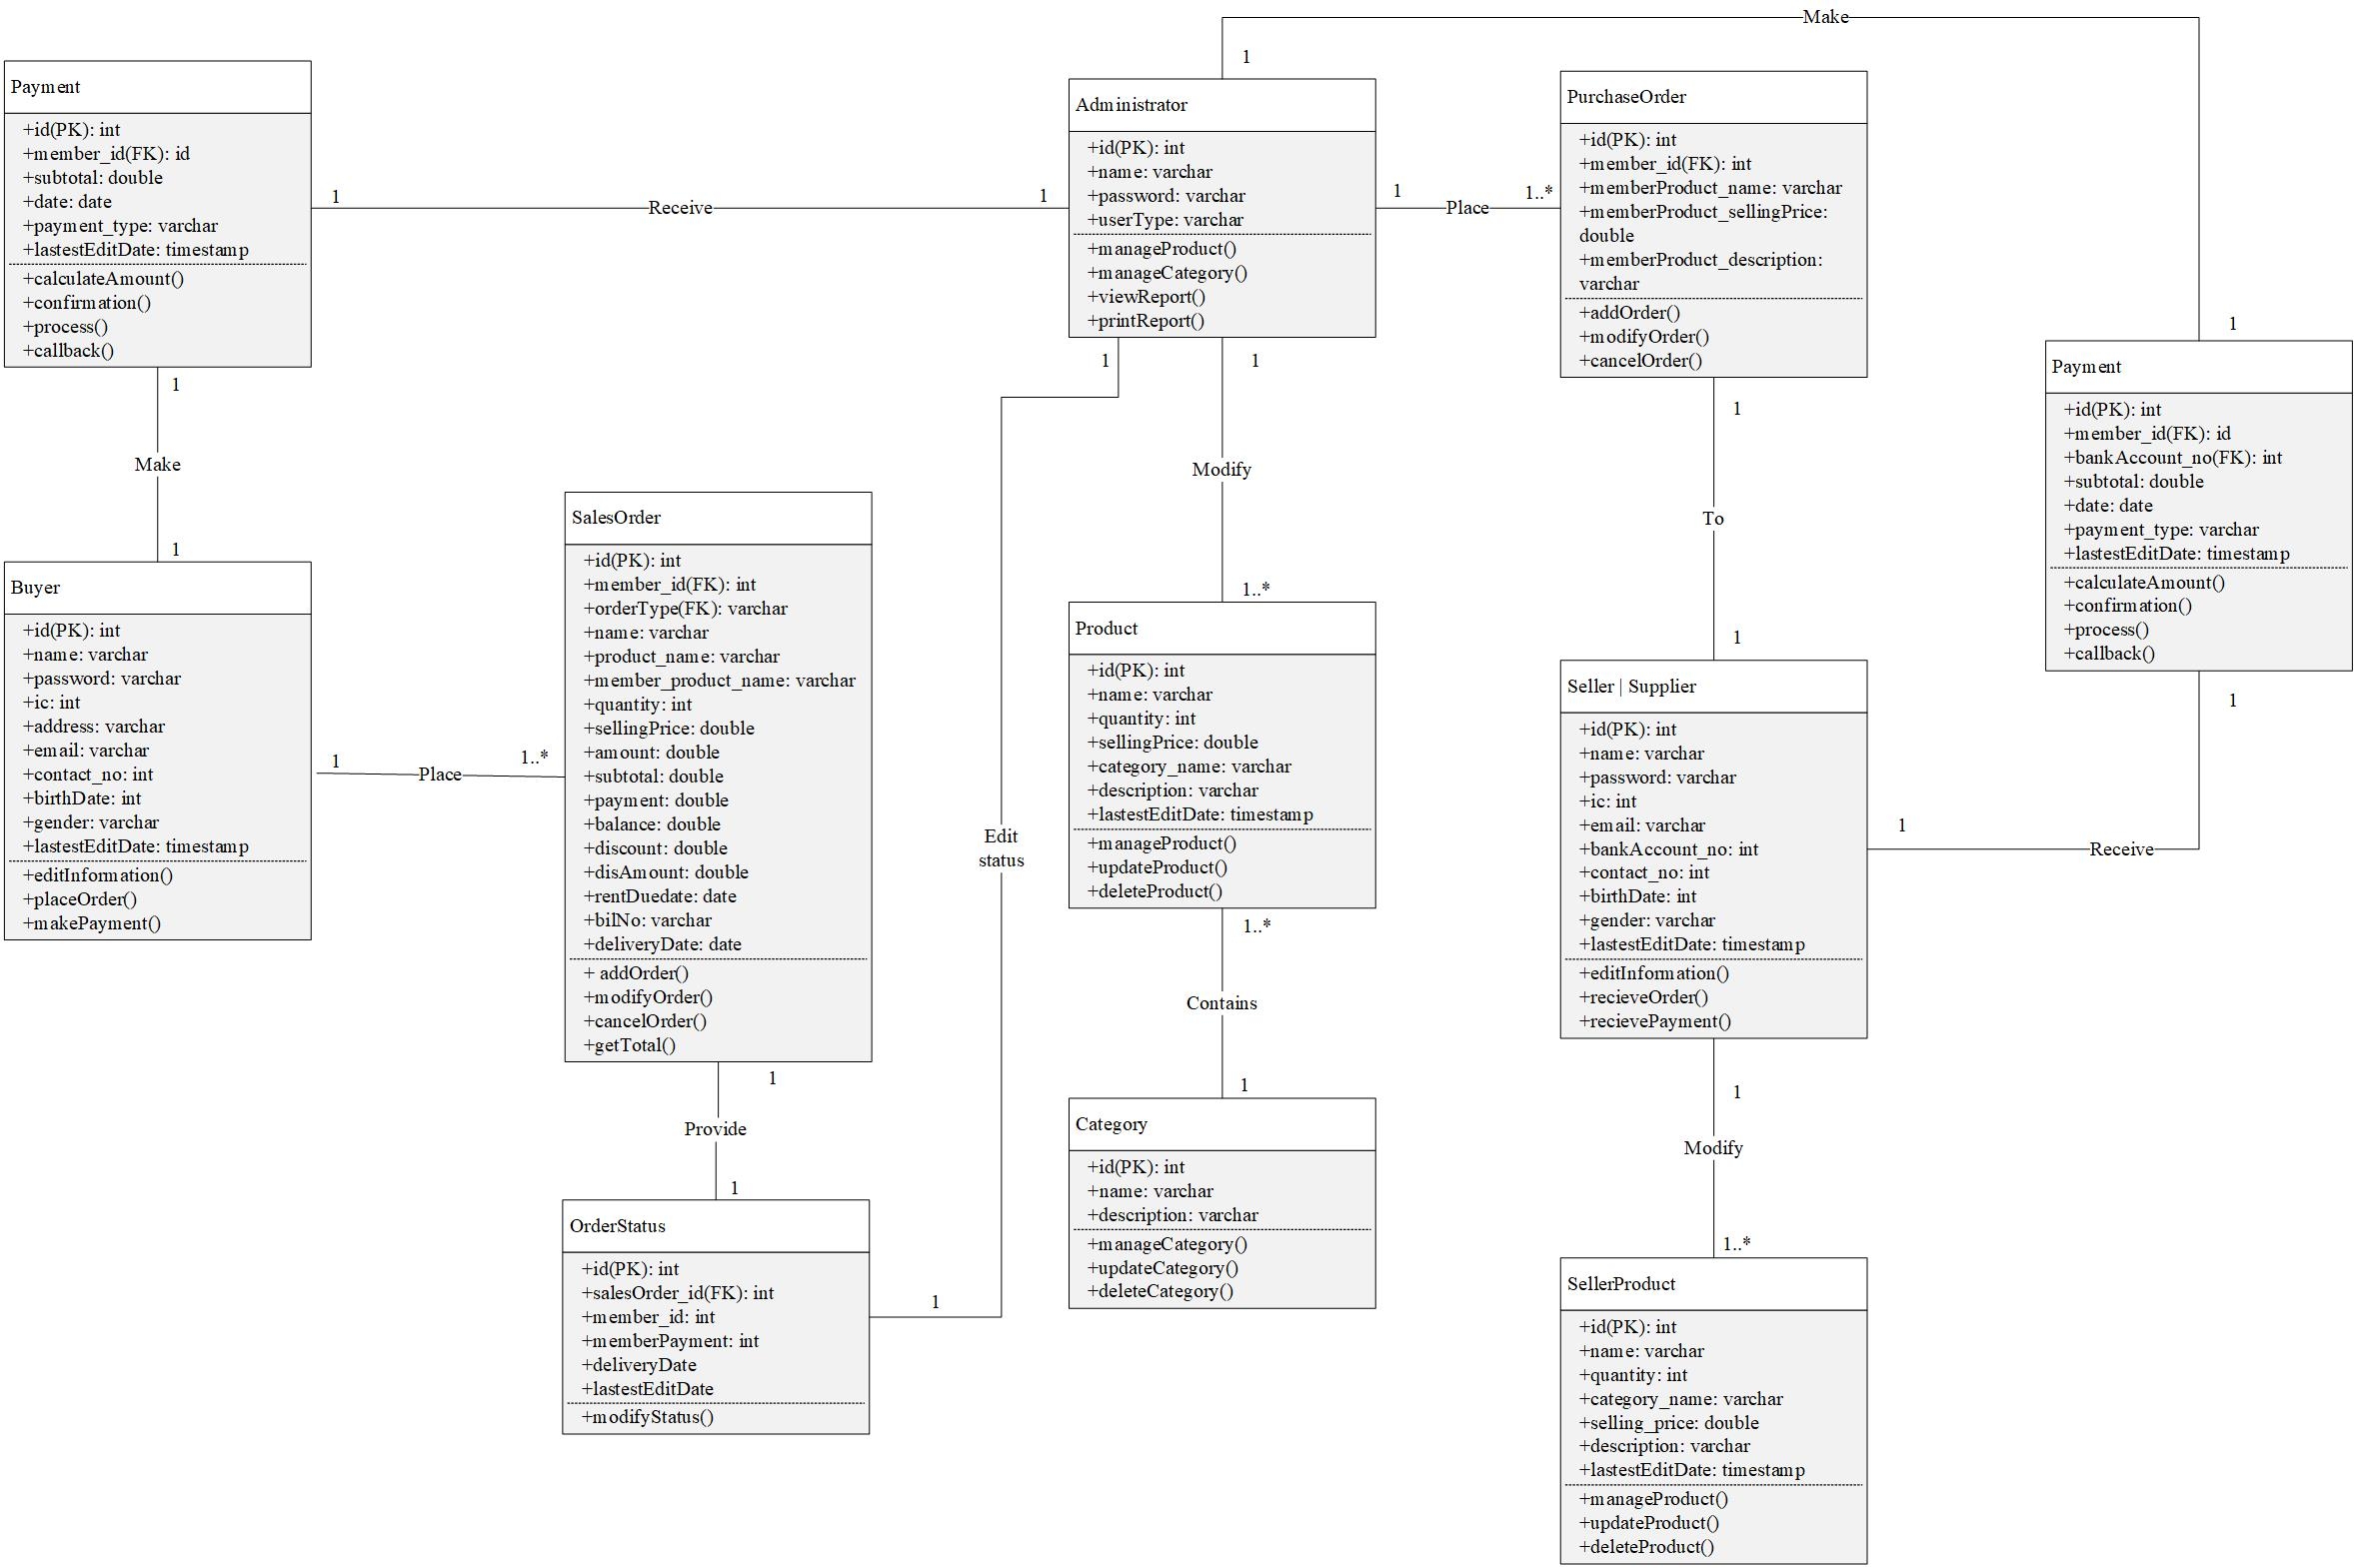 Make
1
Payment
+id(PK): int
+member_id(FK): id
+subtotal: double
+date: date
+payment_type: varchar
+lastestEditDate: timestamp
+calculateAmount()
+confirmation()
+process()
+callback()
1
Receive
1
Administrator
+id(PK): int
+name: varchar
+password: varchar
+userType: varchar
+manageProduct()
+manageCategory()
+viewReport()
+printReport()
1
Place
1..*
PurchaseOrder
+id(PK): int
+member_id(FK): int
+memberProduct_name: varchar
+memberProduct_sellingPrice:
double
+memberProduct_description:
varchar
+addOrder()
+modifyOrder()
+cancelOrder()
1
Payment
+id(PK): int
+member_id(FK): id
+bankAccount_no(FK): int
+subtotal: double
+date: date
+payment_type: varchar
+lastestEditDate: timestamp
+calculateAmount()
+confirmation()
+process()
+callback()
1
1
Make
1
1
1
Modify
1..*
1
To
1
Buyer
+id(PK): int
+name: varchar
+password: varchar
+ic: int
+address: varchar
+email: varchar
+contact_no: int
+birthDate: int
+gender: varchar
+lastestEditDate: timestamp
+editInformation()
+placeOrder()
+makePayment()
1
Place
1..*
SalesOrder
+id(PK): int
+member_id(FK): int
+orderType(FK): varchar
+name: varchar
+product_name: varchar
+member_product_name: varchar
+quantity: int
+sellingPrice: double
+amount: double
+subtotal: double
+payment: double
+balance: double
+discount: double
+disAmount: double
+rentDuedate: date
+bilNo: varchar
+deliveryDate: date
+ addOrder()
+modifyOrder()
+cancelOrder()
+getTotal()
Edit
status
Product
+id(PK): int
+name: varchar
+quantity: int
+sellingPrice: double
+category_name: varchar
+description: varchar
+lastestEditDate: timestamp
+manageProduct()
+updateProduct()
+deleteProduct()
Seller | Supplier
+id(PK): int
+name: varchar
+password: varchar
+ic: int
+email: varchar
+bankAccount_no: int
+contact_no: int
+birthDate: int
+gender: varchar
+lastestEditDate: timestamp
+editInformation()
+recieveOrder()
+recievePayment()
1
Receive
1
1..*
Contains
1
1
Provide
1
1
Modify
1..*
OrderStatus
+id(PK): int
+salesOrder_id(FK): int
+member_id: int
+memberPayment: int
+deliveryDate
+lastestEditDate
+modifyStatus()
1
Category
+id(PK): int
+name: varchar
+description: varchar
+manageCategory()
+updateCategory()
+deleteCategory()
SellerProduct
+id(PK): int
+name: varchar
+quantity: int
+category_name: varchar
+selling_price: double
+description: varchar
+lastestEditDate: timestamp
+manageProduct()
+updateProduct()
+deleteProduct()